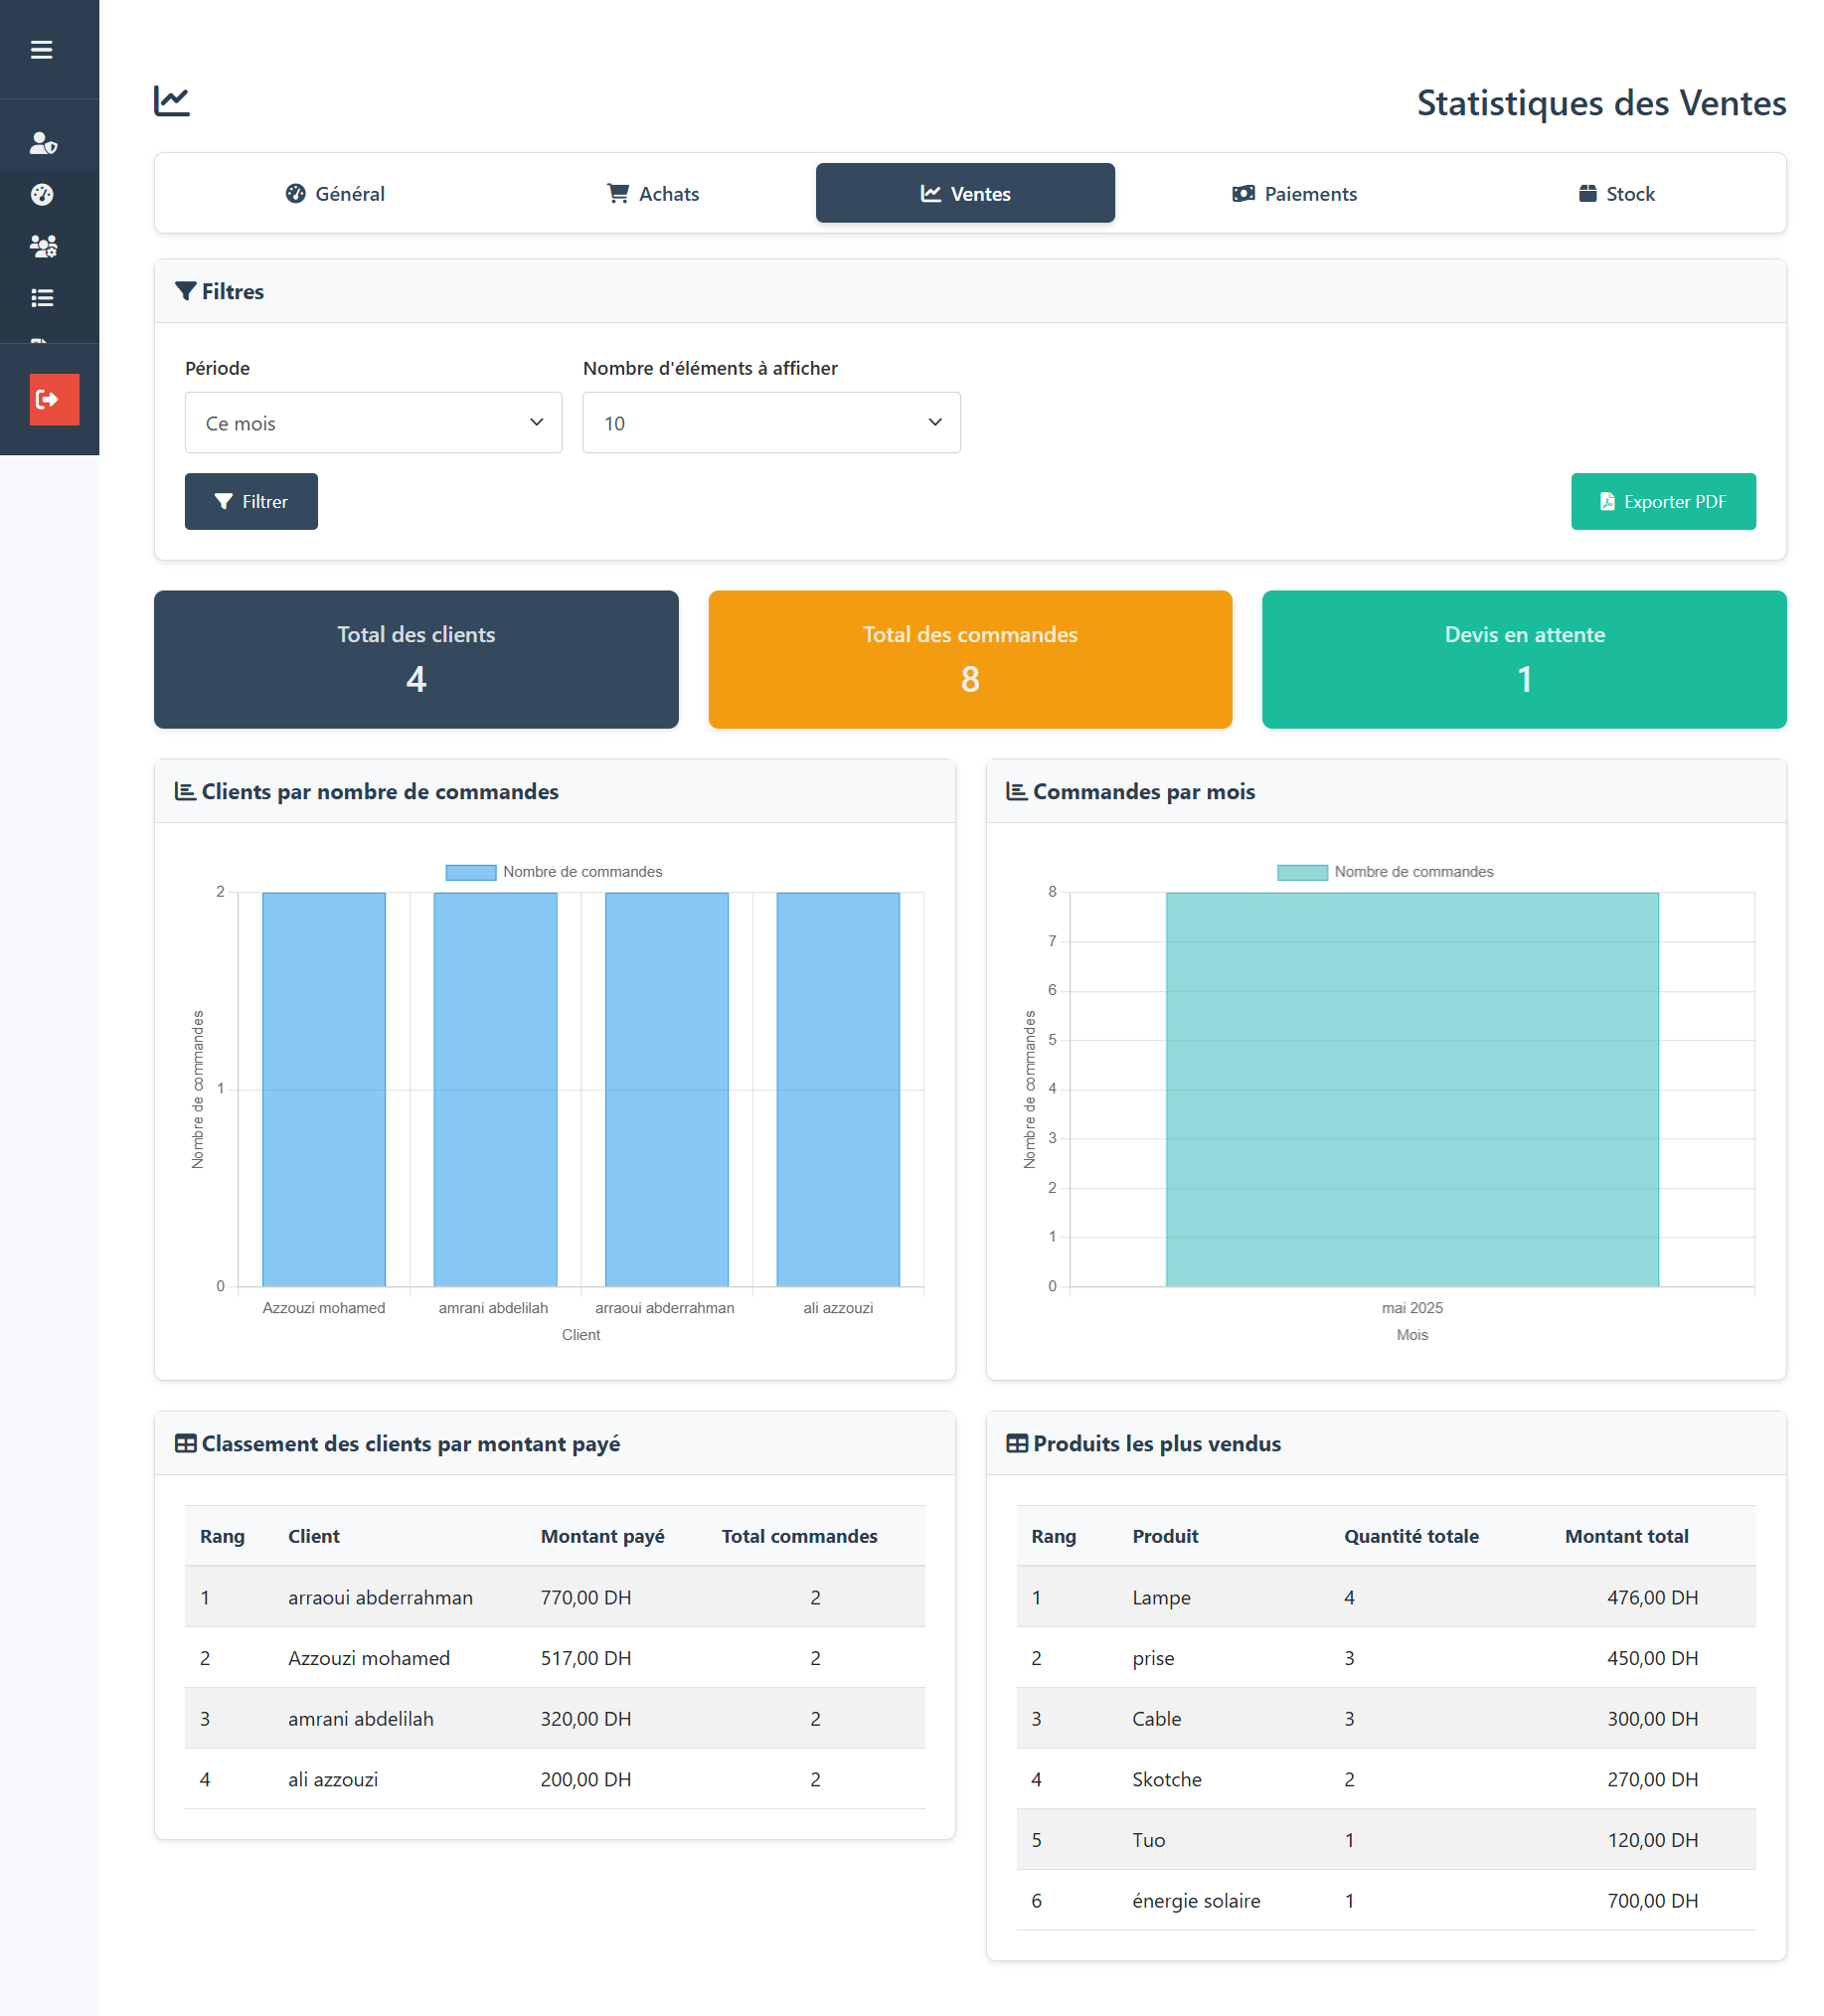 Statistiques des Ventes
Général Achats Ventes Paiements Stock
Filtres
Période Nombre d'éléments à afficher
Ce mois 10
Filtrer Exporter PDF
Total des clients
4
Total des commandes
8
Devis en attente
1
Clients par nombre de commandes
Nombre de commandes
2
1
0
Nombre de commandes
Azzouzi mohamed amrani abdelilah arraoui abderrahman ali azzouzi
Client
Commandes par mois
Nombre de commandes
8
7
6
5
4
3
2
1
0
Nombre de commandes
mai 2025
Mois
Classement des clients par montant payé
Rang Client Montant payé Total commandes
1 arraoui abderrahman 770,00 DH 2
2 Azzouzi mohamed 517,00 DH 2
3 amrani abdelilah 320,00 DH 2
4 ali azzouzi 200,00 DH 2
Produits les plus vendus
Rang Produit Quantité totale Montant total
1 Lampe 4 476,00 DH
2 prise 3 450,00 DH
3 Cable 3 300,00 DH
4 Skotche 2 270,00 DH
5 Tuo 1 120,00 DH
6 énergie solaire 1 700,00 DH